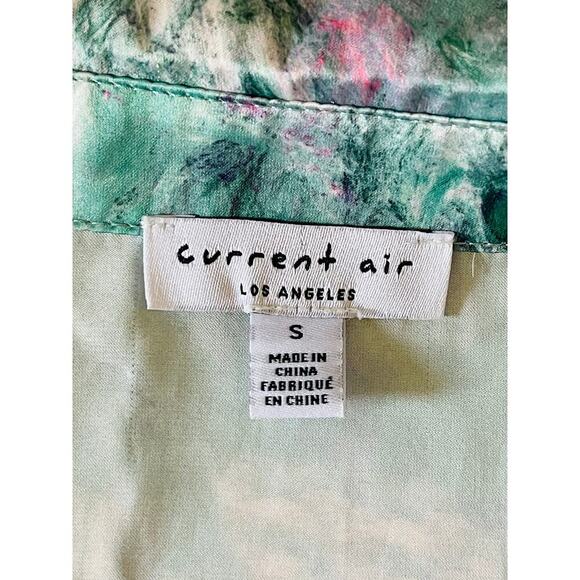 current air
LOS ANGELES
S
MADE IN
CHINA
FABRIQUÉ
EN CHINE